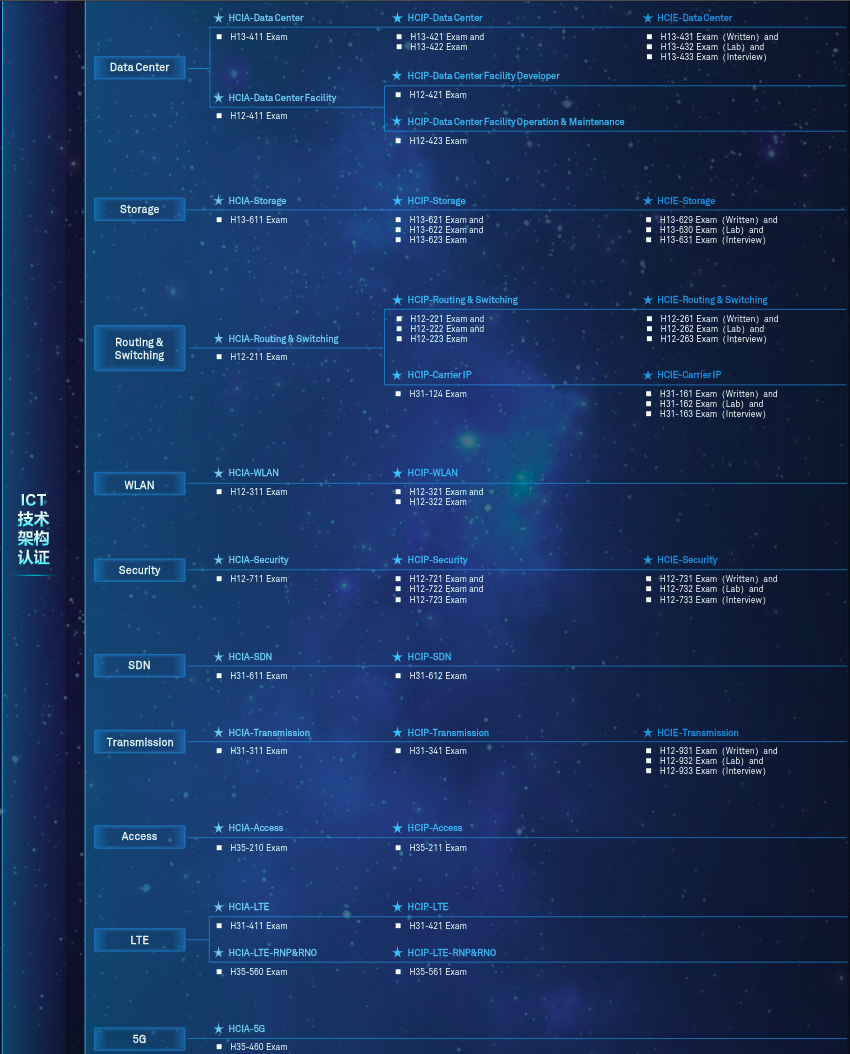 ICT
技术
架构
认证
Data Center
HCIA-Data Center
H13-411 Exam
HCIP-Data Center
H13-421 Exam and
H13-422 Exam
HCIE-Data Center
H13-431 Exam（Written）and
H13-432 Exam（Lab）and
H13-433 Exam（Interview）
HCIA-Data Center Facility
H12-411 Exam
HCIP-Data Center Facility Developer
H12-421 Exam
HCIP-Data Center Facility Operation & Maintenance
H12-423 Exam
Storage
HCIA-Storage
H13-611 Exam
HCIP-Storage
H13-621 Exam and
H13-622 Exam and
H13-623 Exam
HCIE-Storage
H13-629 Exam（Written）and
H13-630 Exam（Lab）and
H13-631 Exam（Interview）
Routing &
Switching
HCIA-Routing & Switching
H12-211 Exam
HCIP-Routing & Switching
H12-221 Exam and
H12-222 Exam and
H12-223 Exam
HCIE-Routing & Switching
H12-261 Exam（Written）and
H12-262 Exam（Lab）and
H12-263 Exam（Interview）
HCIP-Carrier IP
H31-124 Exam
HCIE-Carrier IP
H31-161 Exam（Written）and
H31-162 Exam（Lab）and
H31-163 Exam（Interview）
WLAN
HCIA-WLAN
H12-311 Exam
HCIP-WLAN
H12-321 Exam and
H12-322 Exam
Security
HCIA-Security
H12-711 Exam
HCIP-Security
H12-721 Exam and
H12-722 Exam and
H12-723 Exam
HCIE-Security
H12-731 Exam（Written）and
H12-732 Exam（Lab）and
H12-733 Exam（Interview）
SDN
HCIA-SDN
H31-611 Exam
HCIP-SDN
H31-612 Exam
Transmission
HCIA-Transmission
H31-311 Exam
HCIP-Transmission
H31-341 Exam
HCIE-Transmission
H12-931 Exam（Written）and
H12-932 Exam（Lab）and
H12-933 Exam（Interview）
Access
HCIA-Access
H35-210 Exam
HCIP-Access
H35-211 Exam
LTE
HCIA-LTE
H31-411 Exam
HCIP-LTE
H31-421 Exam
HCIA-LTE-RNP&RNO
H35-560 Exam
HCIP-LTE-RNP&RNO
H35-561 Exam
5G
HCIA-5G
H35-460 Exam